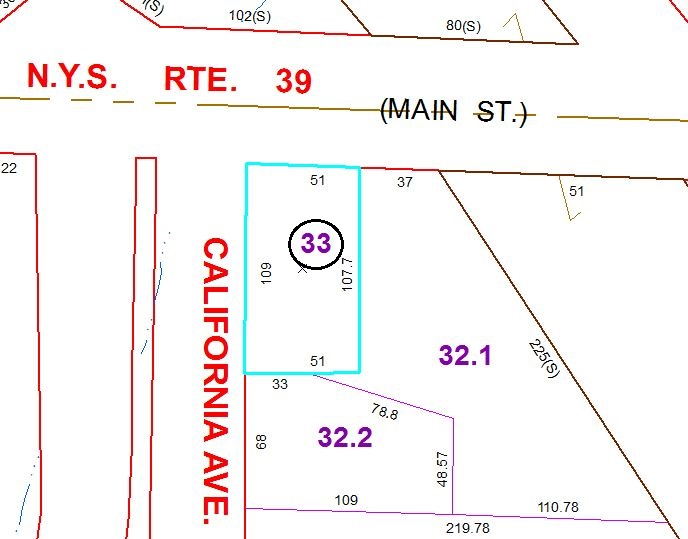 (S)
102(S)
80(S)
N.Y.S. RTE. 39
(MAIN ST.)
22
51
37
51
33
109
107.7
CALIFORNIA AVE.
225(S)
32.1
51
33
78.8
32.2
68
48.57
109
110.78
219.78